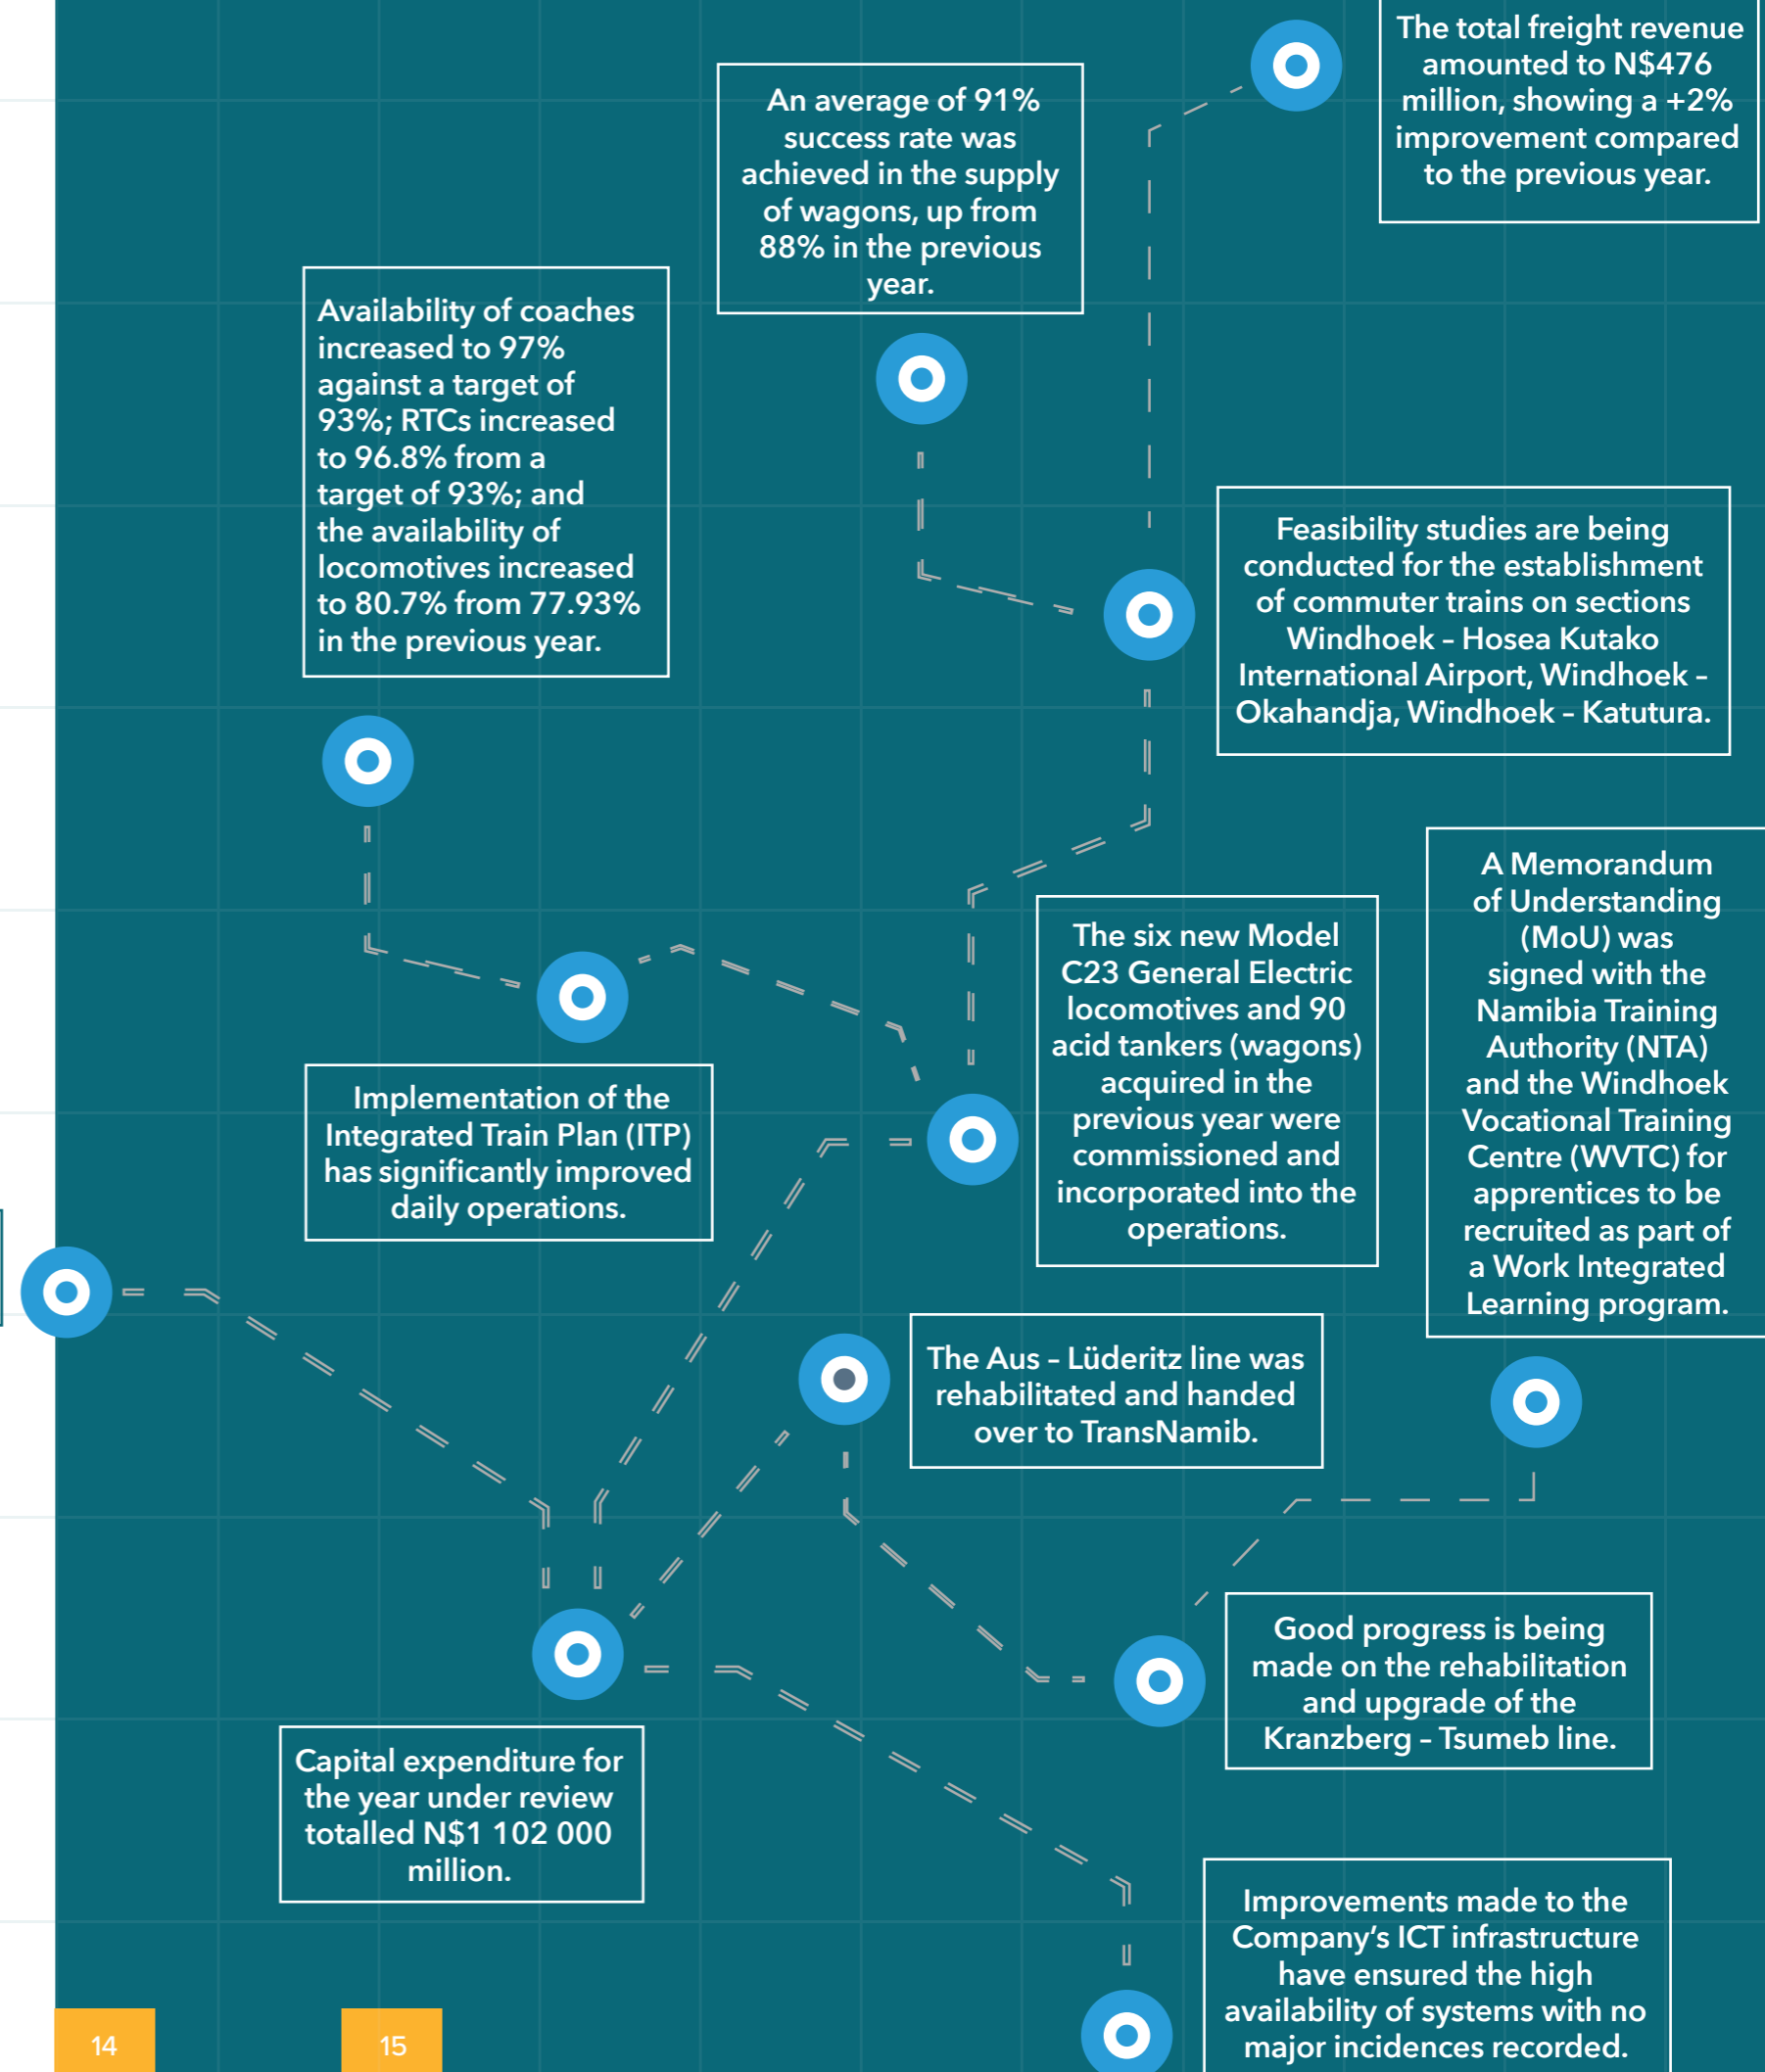 The total freight revenue
amounted to N$476
million, showing a +2%
improvement compared
to the previous year.
An average of 91%
success rate was
achieved in the supply
of wagons, up from
88% in the previous
year.
Availability of coaches
increased to 97%
against a target of
93%; RTCs increased
to 96.8% from a
target of 93%; and
the availability of
locomotives increased
to 80.7% from 77.93%
in the previous year.
Feasibility studies are being
conducted for the establishment
of commuter trains on sections
Windhoek – Hosea Kutako
International Airport, Windhoek –
Okahandja, Windhoek – Katutura.
A Memorandum
of Understanding
(MoU) was
signed with the
Namibia Training
Authority (NTA)
and the Windhoek
Vocational Training
Centre (WVTC) for
apprentices to be
recruited as part of
a Work Integrated
Learning program.
The six new Model
C23 General Electric
locomotives and 90
acid tankers (wagons)
acquired in the
previous year were
commissioned and
incorporated into the
operations.
Implementation of the
Integrated Train Plan (ITP)
has significantly improved
daily operations.
The Aus – Lüderitz line was
rehabilitated and handed
over to TransNamib.
Good progress is being
made on the rehabilitation
and upgrade of the
Kranzberg – Tsumeb line.
Capital expenditure for
the year under review
totalled N$1 102 000
million.
Improvements made to the
Company's ICT infrastructure
have ensured the high
availability of systems with no
major incidences recorded.
14
15